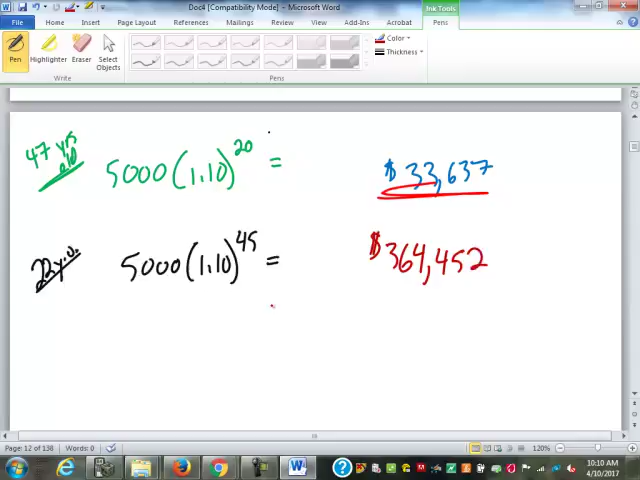 Doc4 [Compatibility Mode] - Microsoft Word
Ink Tools
File Home Insert Page Layout References Mailings Review View Add-Ins Acrobat Pens
Pen Highlighter Eraser Select Objects
Color
Thickness
Write Pens
47 yrs old
5000(1.10)^20 = $33,637
22 y.o.
5000(1.10)^45 = $364,452
Page: 12 of 138 Words: 0 120%
10:10 AM
4/10/2017